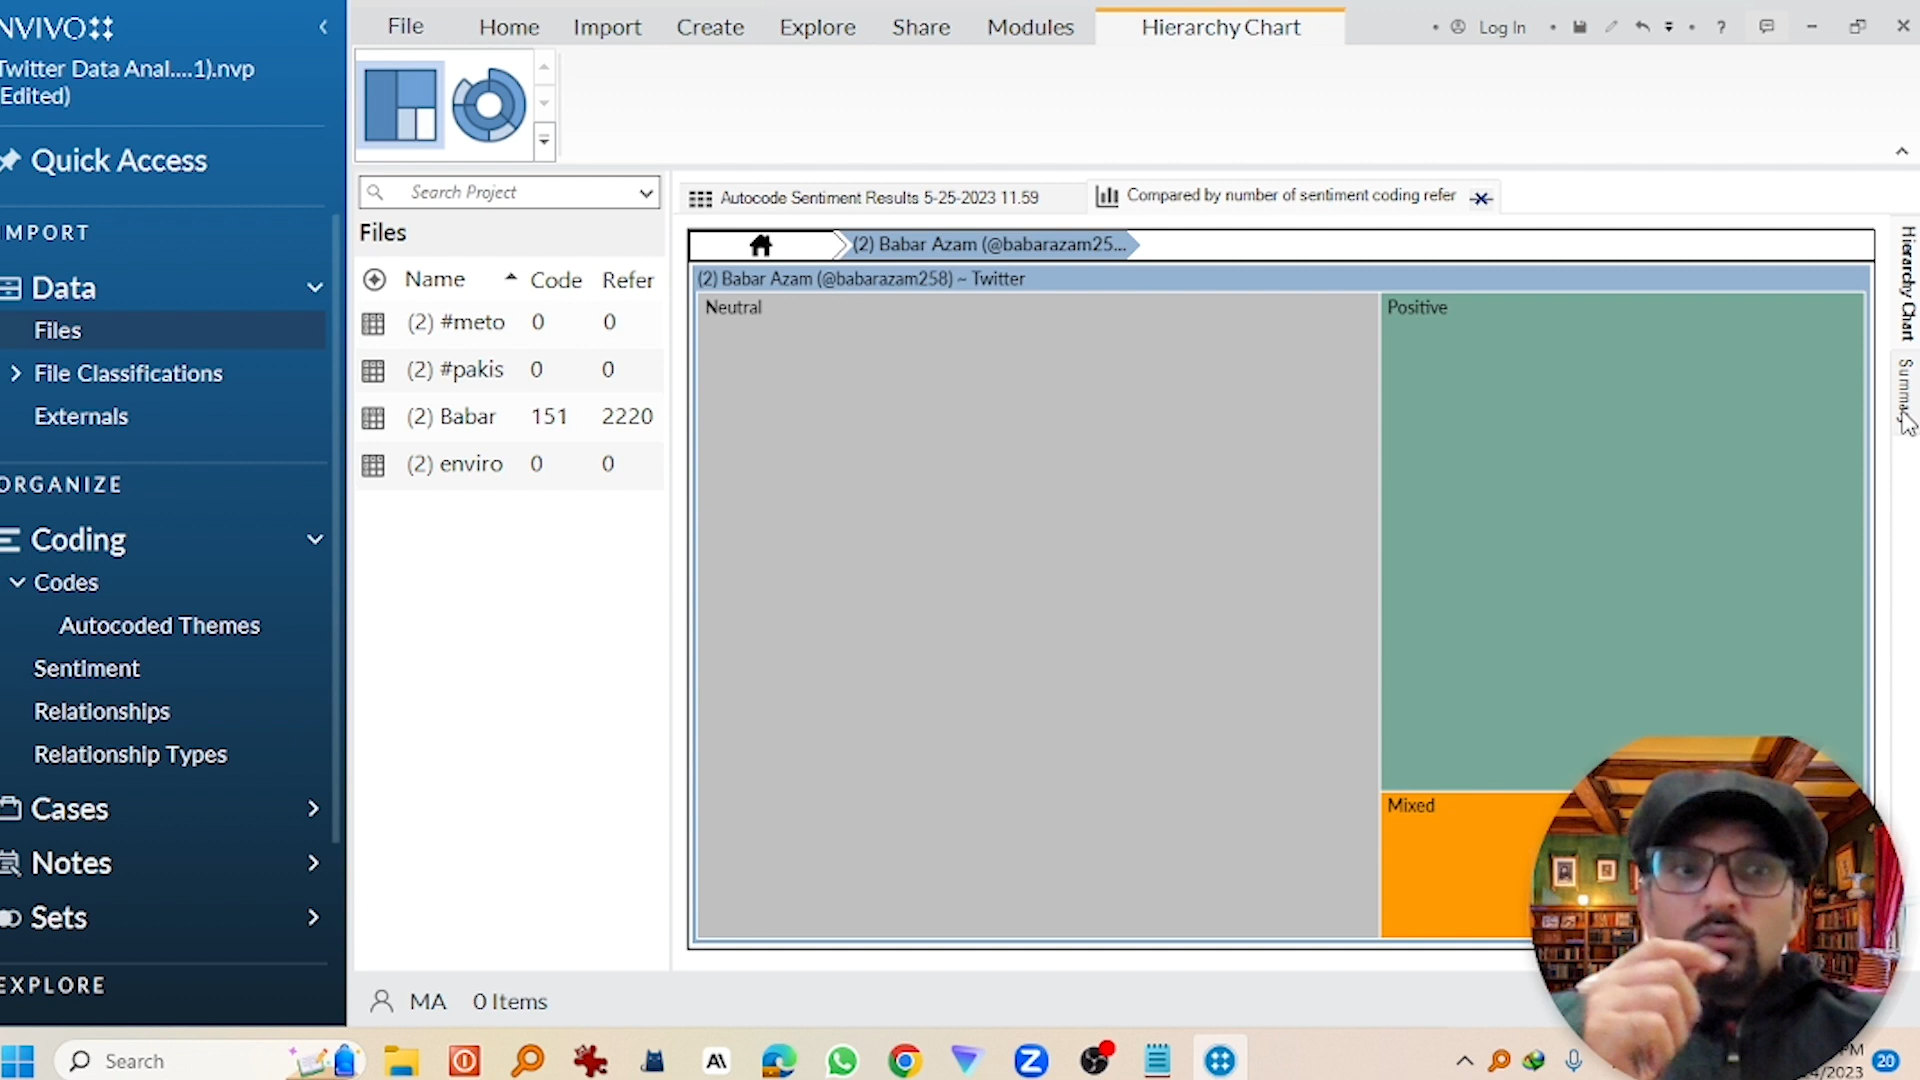 NVIVO
Twitter Data Anal....1).nvp
(Edited)
Quick Access
IMPORT
Data
Files
File Classifications
Externals
ORGANIZE
Coding
Codes
Autocoded Themes
Sentiment
Relationships
Relationship Types
Cases
Notes
Sets
EXPLORE
File Home Import Create Explore Share Modules Hierarchy Chart
Log In ?
Search Project
Files
Name Code Refer
(2) #meto 0 0
(2) #pakis 0 0
(2) Babar 151 2220
(2) enviro 0 0
Autocode Sentiment Results 5-25-2023 11.59
Compared by number of sentiment coding refer
(2) Babar Azam (@babarazam25...
(2) Babar Azam (@babarazam258) ~ Twitter
Neutral
Positive
Mixed
Hierarchy Chart
MA 0 Items
Search
20